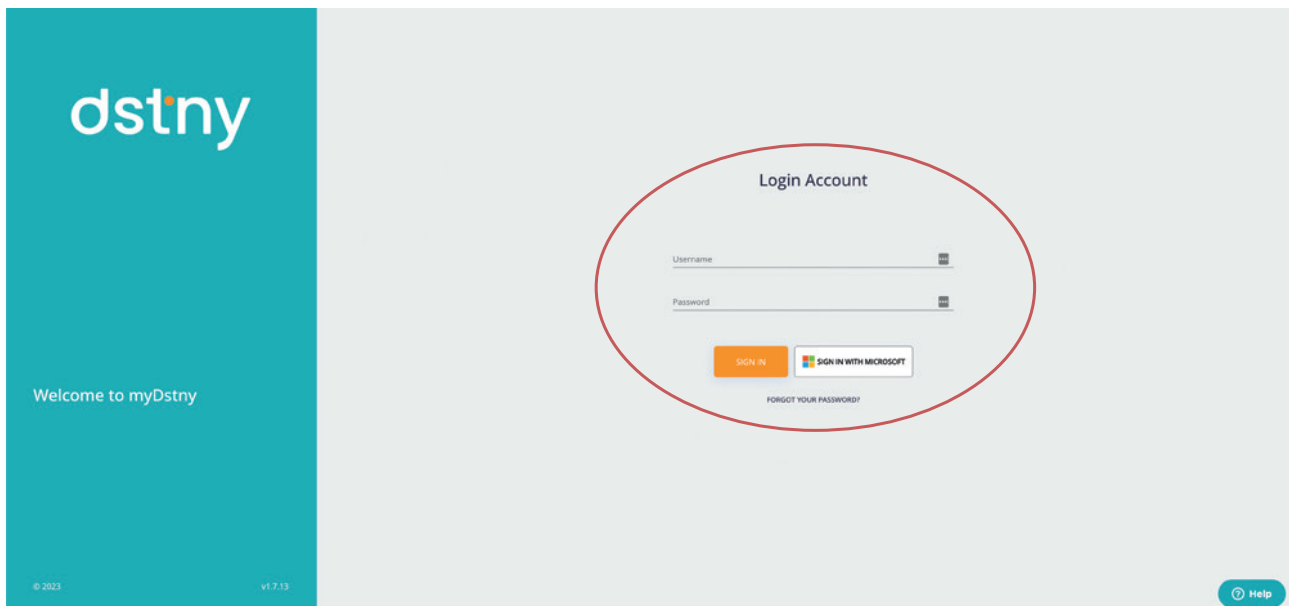 dstny
Welcome to myDstny
© 2023
v1.7.13
Login Account
Username
Password
SIGN IN
SIGN IN WITH MICROSOFT
FORGOT YOUR PASSWORD?
Help